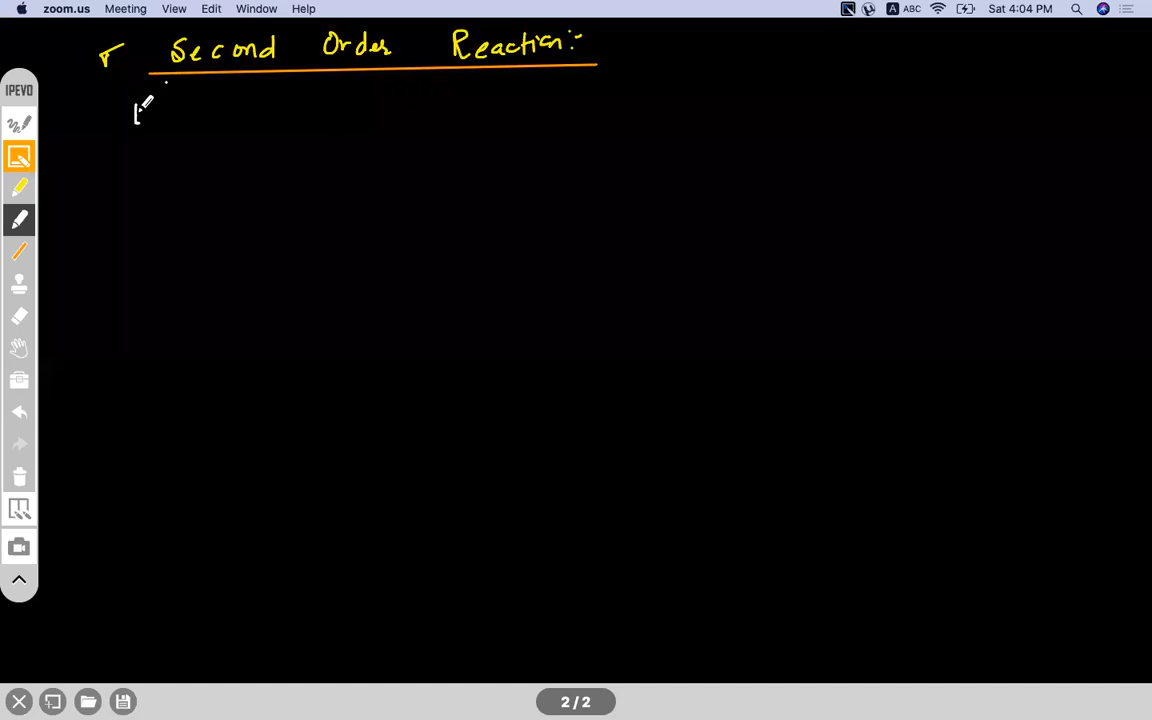 zoom.us Meeting View Edit Window Help A ABC Sat 4:04 PM
Second Order Reaction:-
IPEVO
2 / 2